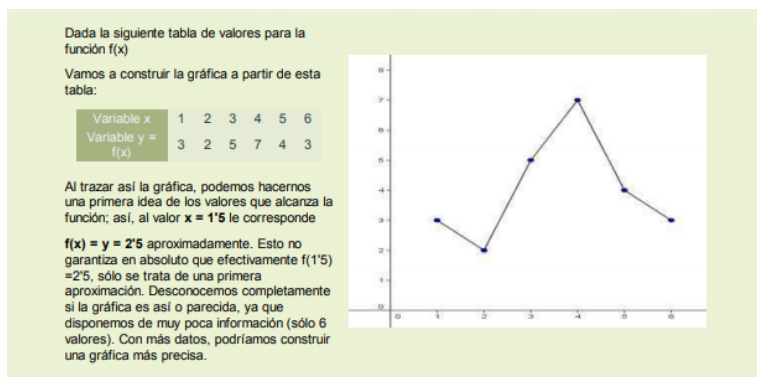 Dada la siguiente tabla de valores para la
función f(x)
Vamos a construir la gráfica a partir de esta
tabla:
Variable x 1 2 3 4 5 6
Variable y =
f(x) 3 2 5 7 4 3
Al trazar así la gráfica, podemos hacernos
una primera idea de los valores que alcanza la
función; así, al valor x = 1'5 le corresponde
f(x) = y = 2'5 aproximadamente. Esto no
garantiza en absoluto que efectivamente f(1'5)
=2'5, sólo se trata de una primera
aproximación. Desconocemos completamente
si la gráfica es así o parecida, ya que
disponemos de muy poca información (sólo 6
valores). Con más datos, podríamos construir
una gráfica más precisa.
8
7
6
5
4
3
2
1
0
0 1 2 3 4 5 6